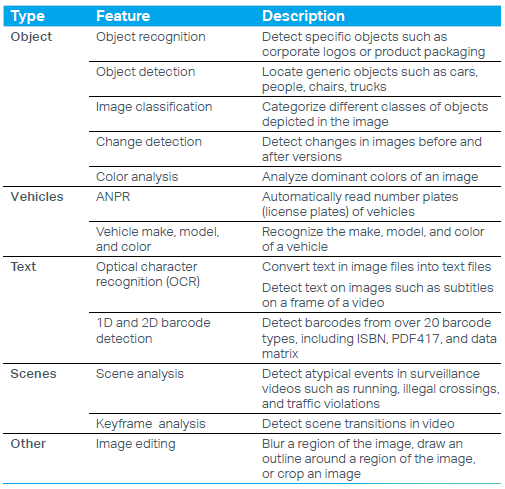 Type Feature Description
Object Object recognition Detect specific objects such as
corporate logos or product packaging
Object detection Locate generic objects such as cars,
people, chairs, trucks
Image classification Categorize different classes of objects
depicted in the image
Change detection Detect changes in images before and
after versions
Color analysis Analyze dominant colors of an image
Vehicles ANPR Automatically read number plates
(license plates) of vehicles
Vehicle make, model, Recognize the make, model, and color
and color of a vehicle
Text Optical character Convert text in image files into text files
recognition (OCR) Detect text on images such as subtitles
on a frame of a video
1D and 2D barcode Detect barcodes from over 20 barcode
detection types, including ISBN, PDF417, and data
matrix
Scenes Scene analysis Detect atypical events in surveillance
videos such as running, illegal crossings,
and traffic violations
Keyframe analysis Detect scene transitions in video
Other Image editing Blur a region of the image, draw an
outline around a region of the image,
or crop an image